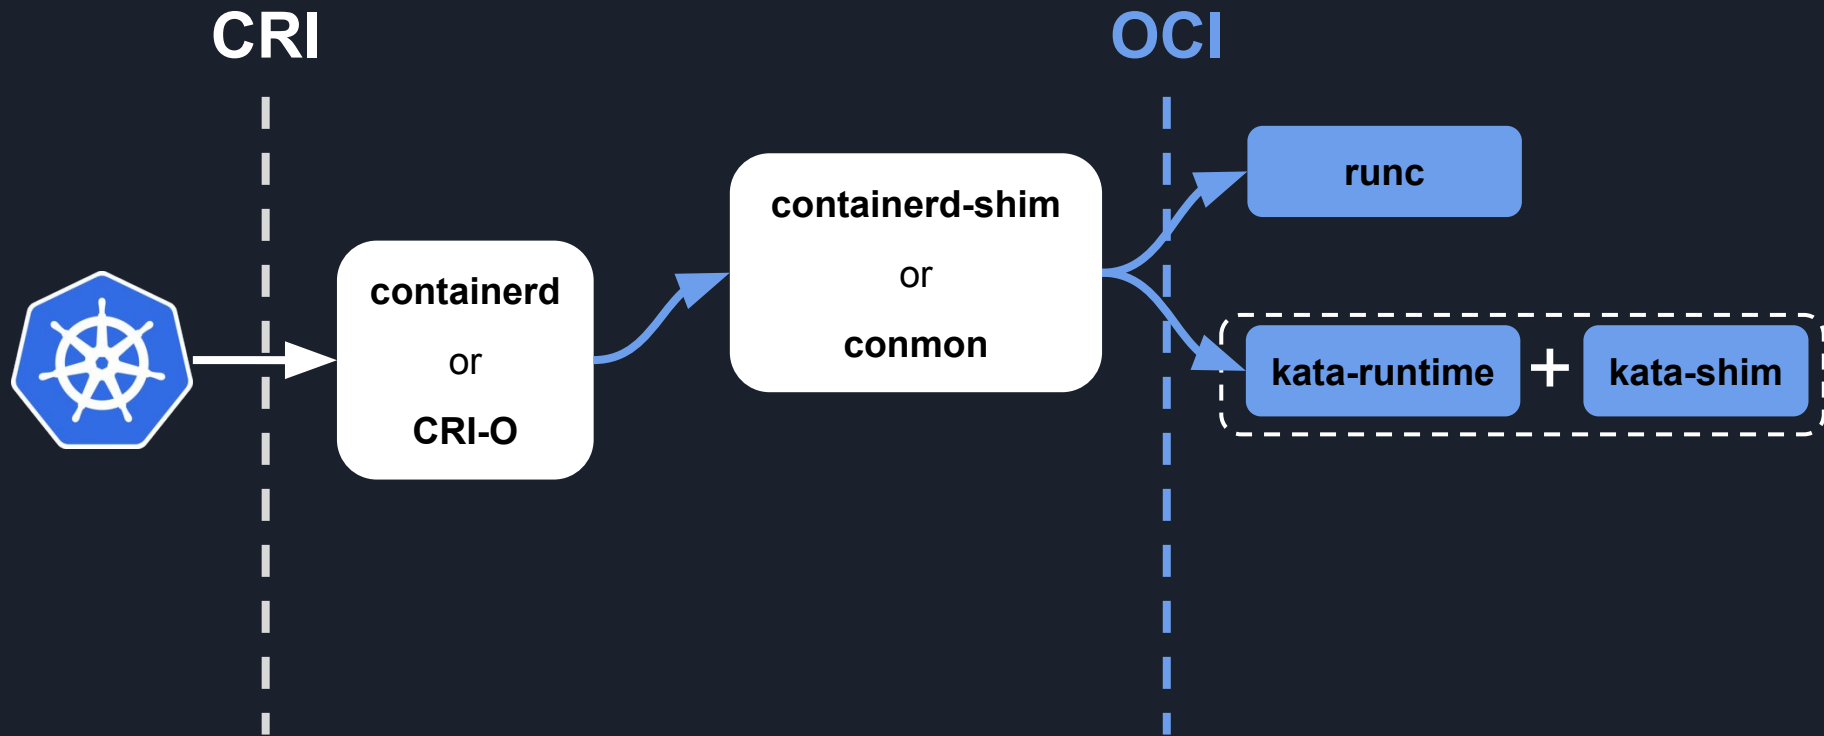 CRI
OCI
containerd
or
CRI-O
containerd-shim
or
conmon
runc
kata-runtime + kata-shim